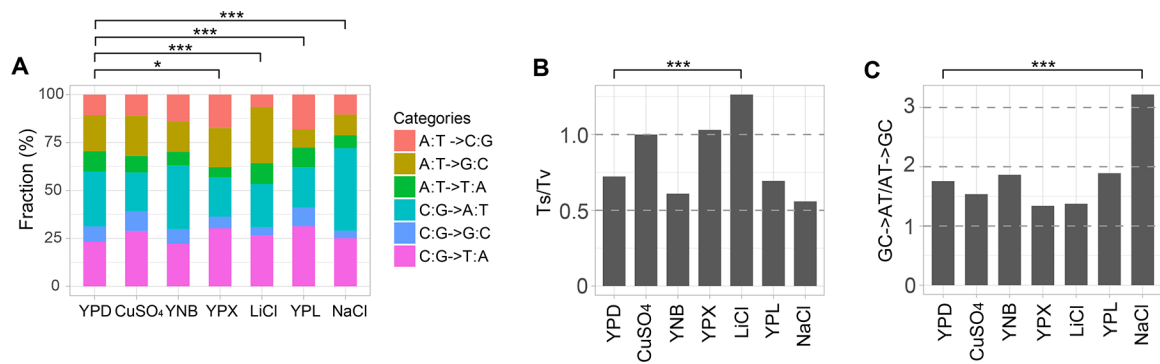 A
***
***
***
*
Fraction (%)
100
75
50
25
0
YPD CuSO₄ YNB YPX LiCl YPL NaCl
Categories
A:T ->C:G
A:T->G:C
A:T->T:A
C:G->A:T
C:G->G:C
C:G->T:A
B
***
Ts/Tv
1.0
0.5
0
YPD
CuSO₄
YNB
YPX
LiCl
YPL
NaCl
C
***
GC->AT/AT->GC
3
2
1
0
YPD
CuSO₄
YNB
YPX
LiCl
YPL
NaCl